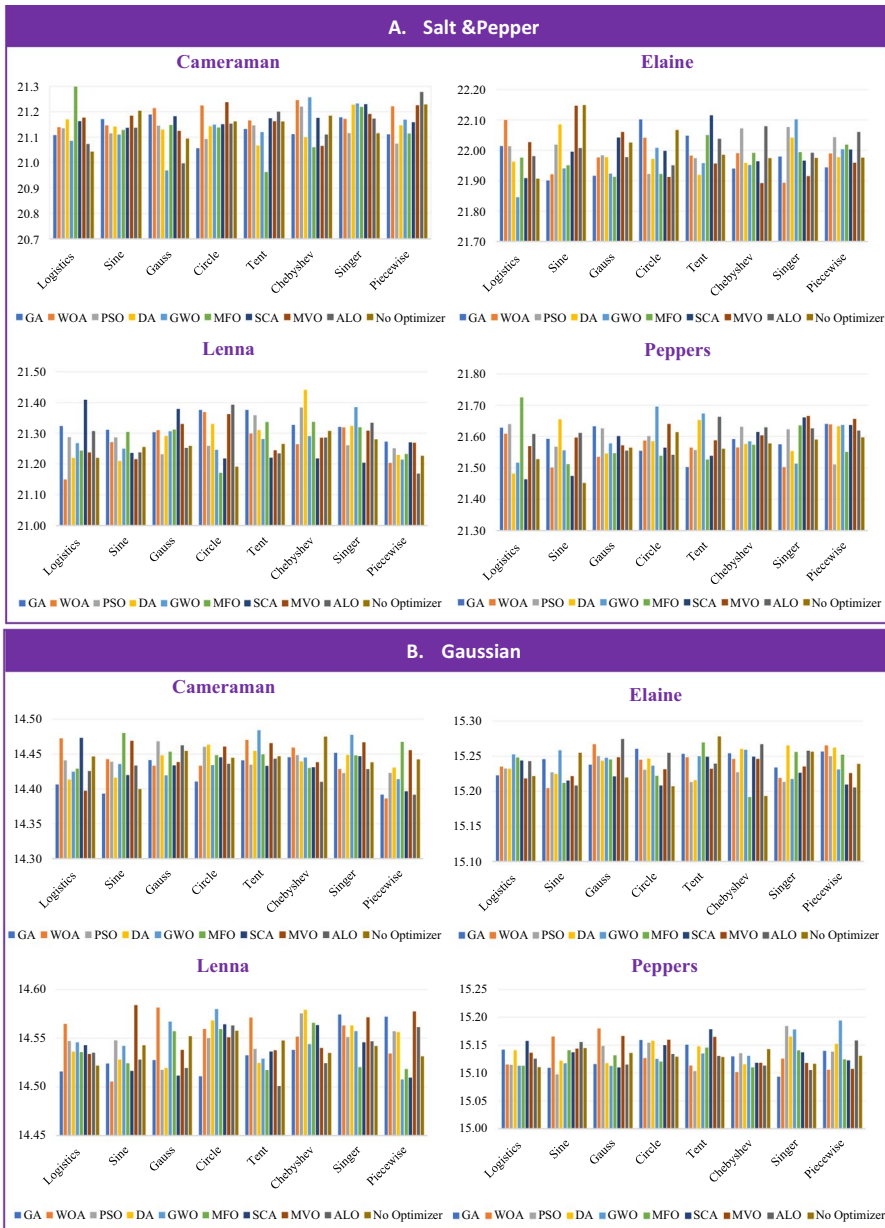 A. Salt &Pepper
Cameraman
21.3
21.2
21.1
21.0
20.9
20.8
20.7
Logistics Sine Gauss Circle Tent Chebyshev Singer Piecewise
GA WOA PSO DA GWO MFO SCA MVO ALO No Optimizer
Elaine
22.20
22.10
22.00
21.90
21.80
21.70
Logistics Sine Gauss Circle Tent Chebyshev Singer Piecewise
GA WOA PSO DA GWO MFO SCA MVO ALO No Optimizer
Lenna
21.50
21.40
21.30
21.20
21.10
21.00
Logistics Sine Gauss Circle Tent Chebyshev Singer Piecewise
GA WOA PSO DA GWO MFO SCA MVO ALO No Optimizer
Peppers
21.80
21.70
21.60
21.50
21.40
21.30
Logistics Sine Gauss Circle Tent Chebyshev Singer Piecewise
GA WOA PSO DA GWO MFO SCA MVO ALO No Optimizer
B. Gaussian
Cameraman
14.50
14.45
14.40
14.35
14.30
Logistics Sine Gauss Circle Tent Chebyshev Singer Piecewise
GA WOA PSO DA GWO MFO SCA MVO ALO No Optimizer
Elaine
15.30
15.25
15.20
15.15
15.10
Logistics Sine Gauss Circle Tent Chebyshev Singer Piecewise
GA WOA PSO DA GWO MFO SCA MVO ALO No Optimizer
Lenna
14.60
14.55
14.50
14.45
Logistics Sine Gauss Circle Tent Chebyshev Singer Piecewise
GA WOA PSO DA GWO MFO SCA MVO ALO No Optimizer
Peppers
15.25
15.20
15.15
15.10
15.05
15.00
Logistics Sine Gauss Circle Tent Chebyshev Singer Piecewise
GA WOA PSO DA GWO MFO SCA MVO ALO No Optimizer